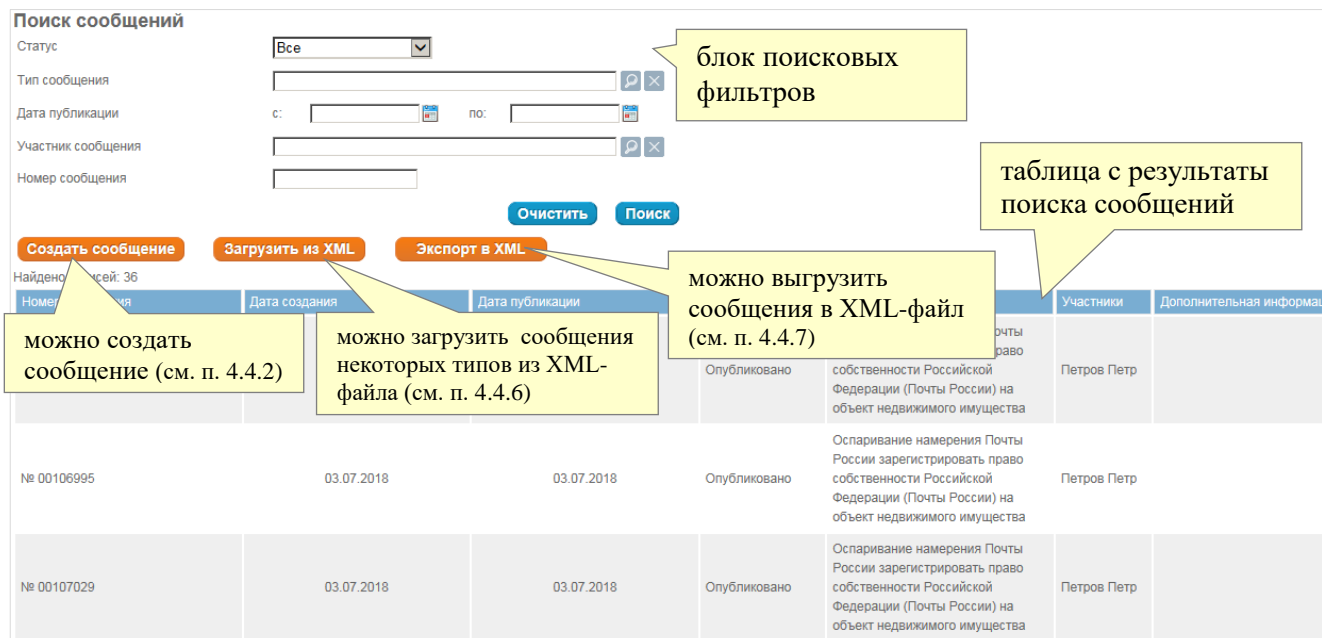 Поиск сообщений
Статус
Все
блок поисковых
фильтров
Тип сообщения
Дата публикации
с:
по:
Участник сообщения
Номер сообщения
таблица с результаты
поиска сообщений
Очистить
Поиск
Создать сообщение
Загрузить из XML
Экспорт в XML
36
можно выгрузить
сообщения в XML-файл
(см. п. 4.4.7)
Дата создания
Дата публикации
Участники
можно создать
сообщение (см. п. 4.4.2)
можно загрузить сообщения
некоторых типов из XML-
файла (см. п. 4.4.6)
Опубликовано
собственности Российской
Федерации (Почты России) на
объект недвижимого имущества
Петров Петр
№ 00106995
03.07.2018
03.07.2018
Опубликовано
Оспаривание намерения Почты
России зарегистрировать право
собственности Российской
Федерации (Почты России) на
объект недвижимого имущества
Петров Петр
№ 00107029
03.07.2018
03.07.2018
Опубликовано
Оспаривание намерения Почты
России зарегистрировать право
собственности Российской
Федерации (Почты России) на
объект недвижимого имущества
Петров Петр
Дополнительная